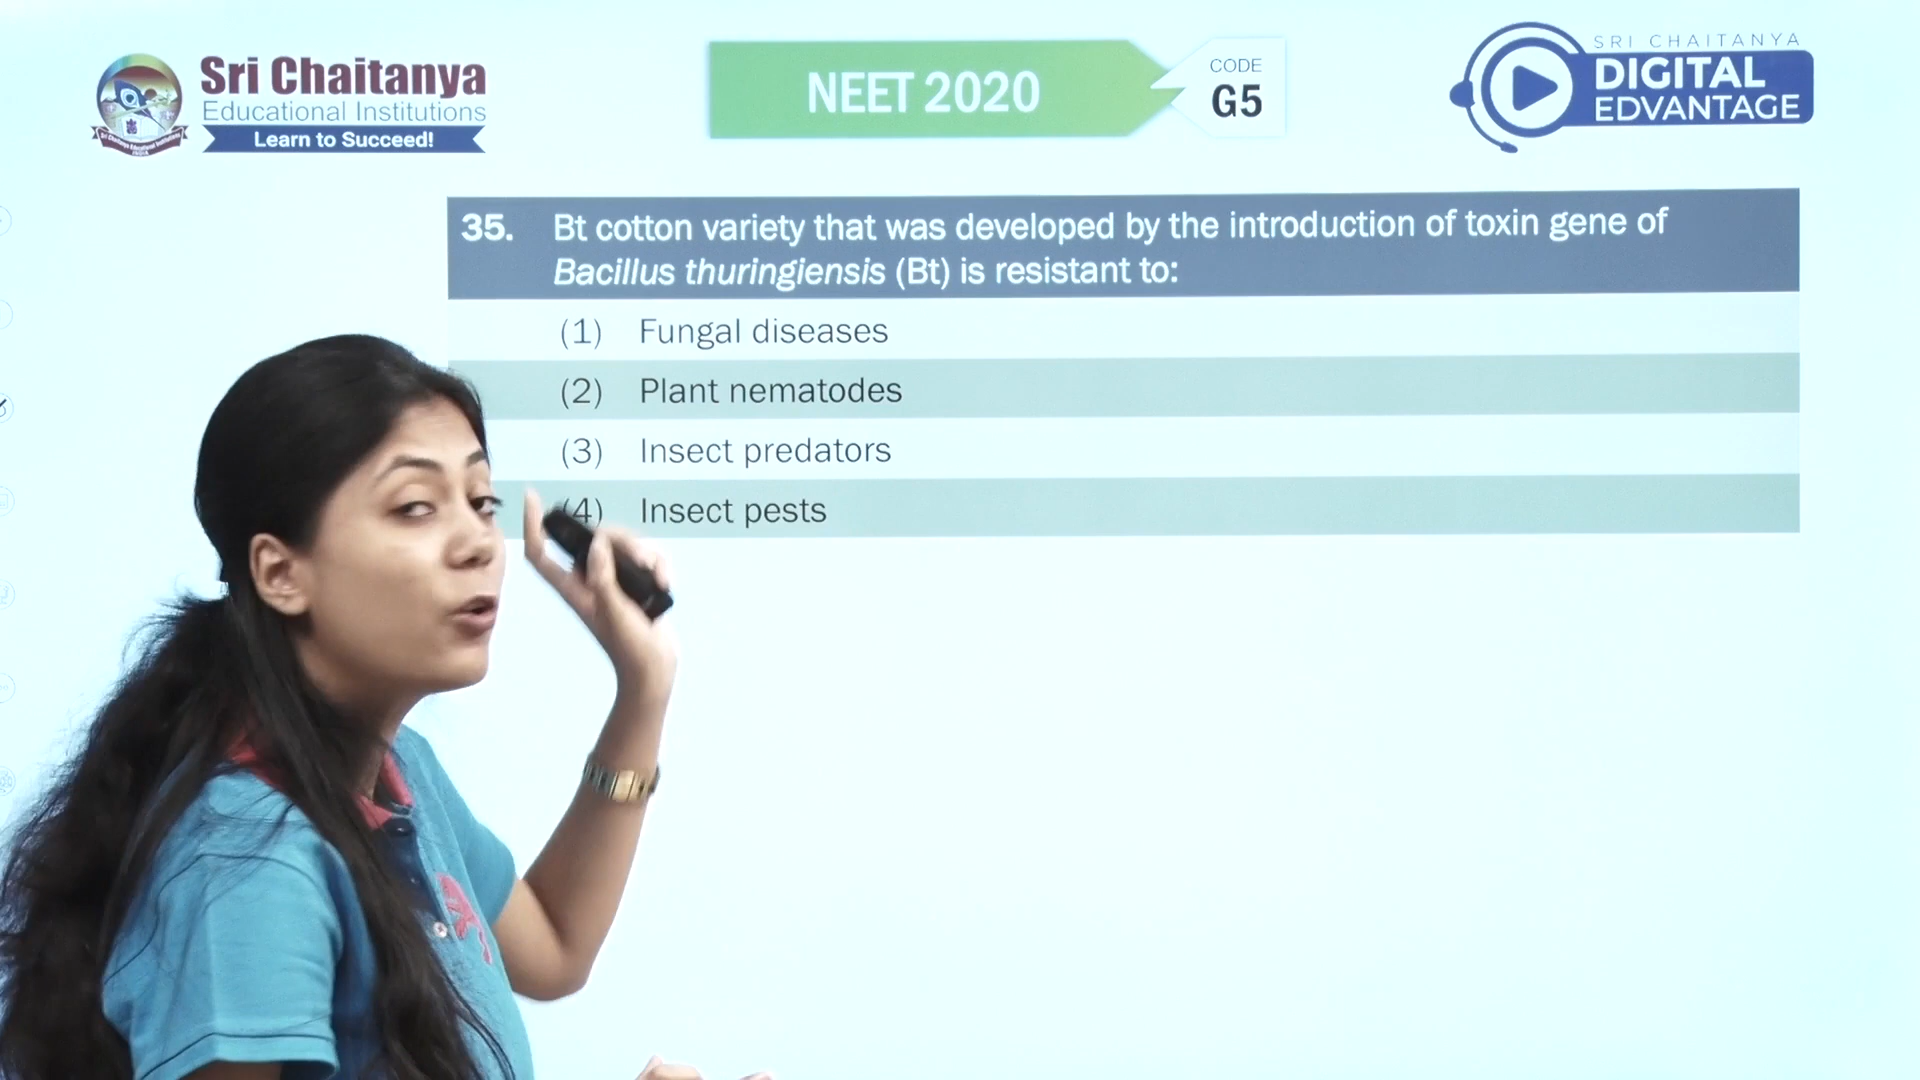 Sri Chaitanya
Educational Institutions
Learn to Succeed!
NEET 2020
CODE
G5
SRI CHAITANYA
DIGITAL
EDVANTAGE
35. Bt cotton variety that was developed by the introduction of toxin gene of
Bacillus thuringiensis (Bt) is resistant to:
(1) Fungal diseases
(2) Plant nematodes
(3) Insect predators
(4) Insect pests